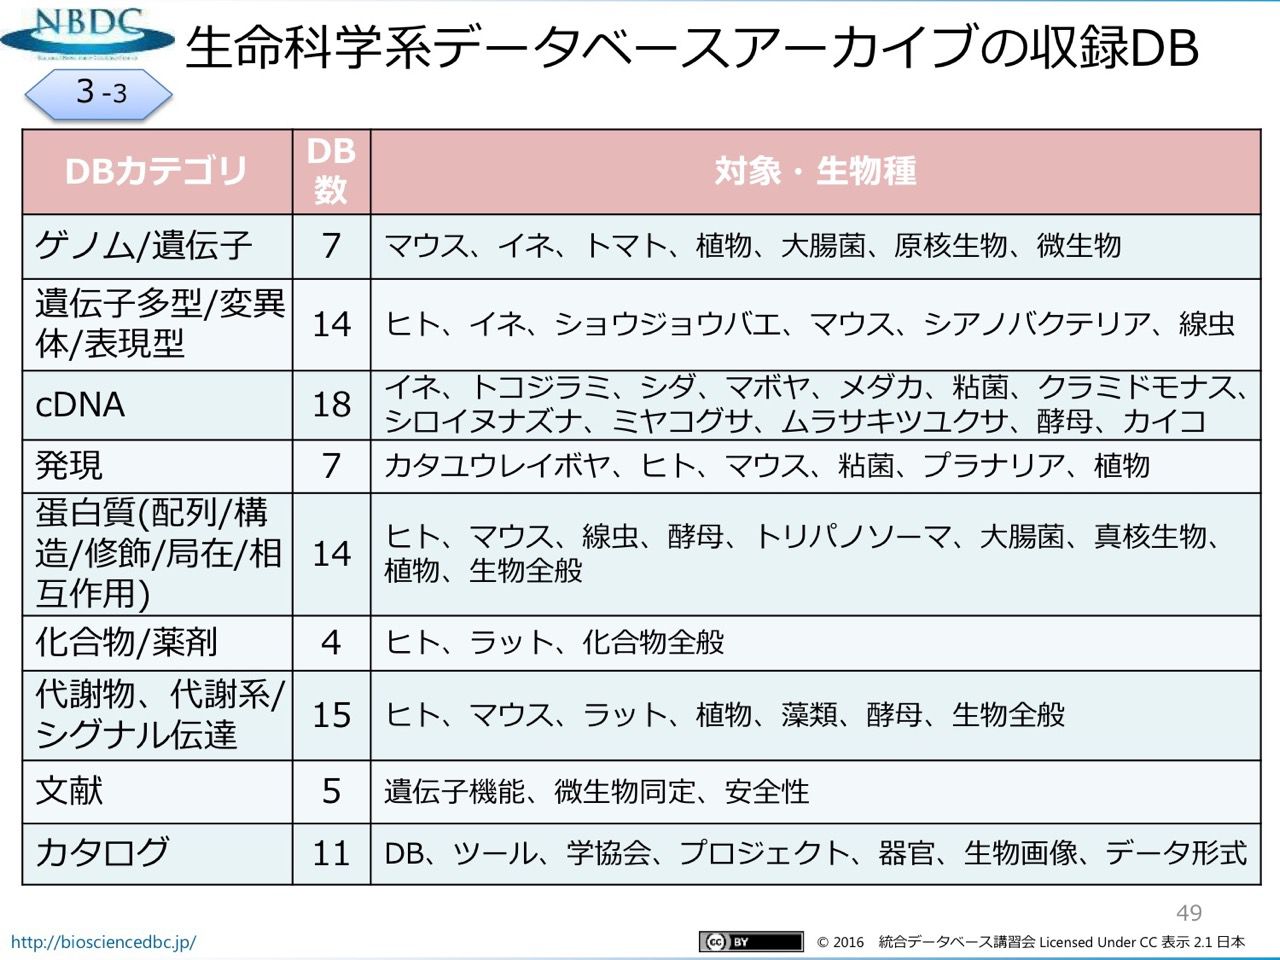 NBDC
生命科学系データベースアーカイブの収録DB
3 -3
DBカテゴリ
DB
数
対象・生物種
ゲノム/遺伝子
7
マウス、イネ、トマト、植物、大腸菌、原核生物、微生物
遺伝子多型/変異
体/表現型
14
ヒト、イネ、ショウジョウバエ、マウス、シアノバクテリア、線虫
cDNA
18
イネ、トコジラミ、シダ、マボヤ、メダカ、粘菌、クラミドモナス、
シロイヌナズナ、ミヤコグサ、ムラサキツユクサ、酵母、カイコ
発現
7
カタユウレイボヤ、ヒト、マウス、粘菌、プラナリア、植物
蛋白質(配列/構
造/修飾/局在/相
互作用)
14
ヒト、マウス、線虫、酵母、トリパノソーマ、大腸菌、真核生物、
植物、生物全般
化合物/薬剤
4
ヒト、ラット、化合物全般
代謝物、代謝系/
シグナル伝達
15
ヒト、マウス、ラット、植物、藻類、酵母、生物全般
文献
5
遺伝子機能、微生物同定、安全性
カタログ
11
DB、ツール、学協会、プロジェクト、器官、生物画像、データ形式
49
http://biosciencedbc.jp/
cc BY
© 2016 統合データベース講習会 Licensed Under CC 表示 2.1 日本